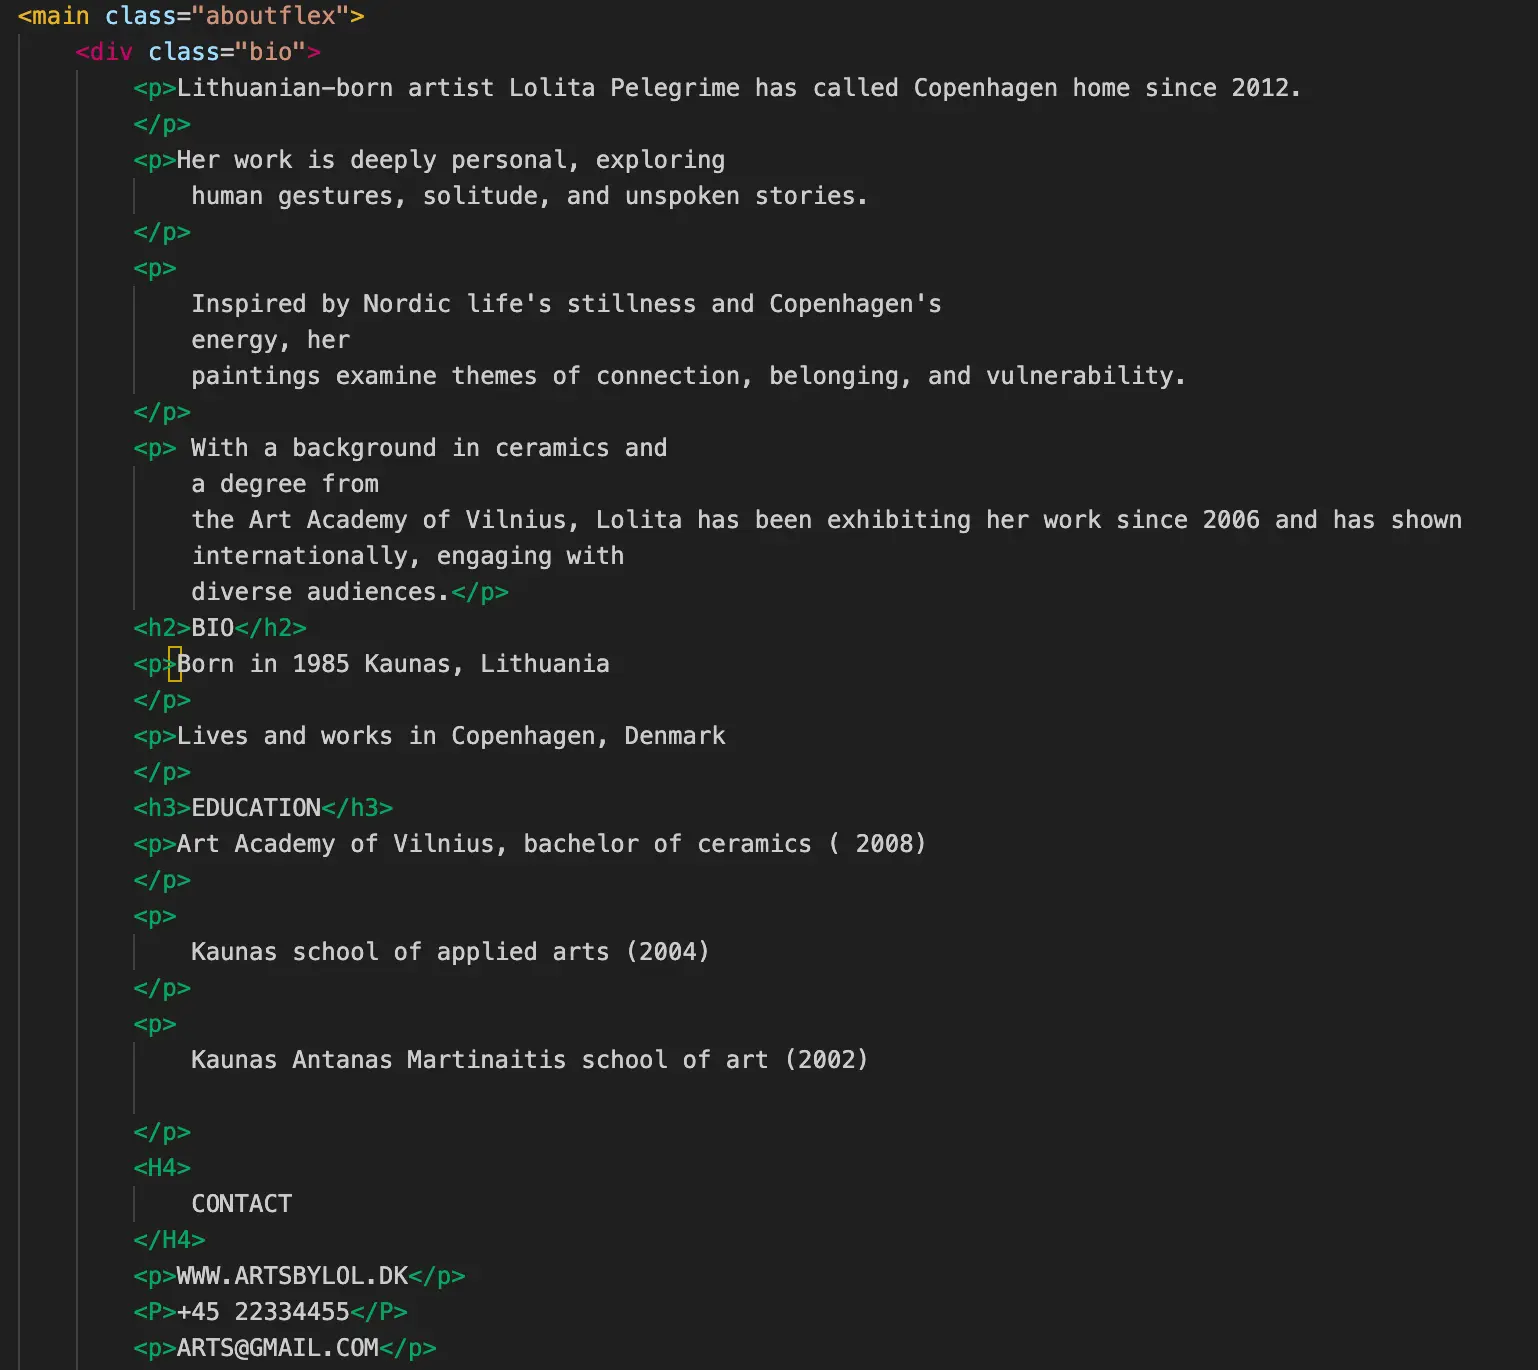 <main class="aboutflex">
<div class="bio">
<p>Lithuanian-born artist Lolita Pelegrime has called Copenhagen home since 2012.
</p>
<p>Her work is deeply personal, exploring
human gestures, solitude, and unspoken stories.
</p>
<p>
Inspired by Nordic life's stillness and Copenhagen's
energy, her
paintings examine themes of connection, belonging, and vulnerability.
</p>
<p> With a background in ceramics and
a degree from
the Art Academy of Vilnius, Lolita has been exhibiting her work since 2006 and has shown
internationally, engaging with
diverse audiences.</p>
<h2>BIO</h2>
<p>Born in 1985 Kaunas, Lithuania
</p>
<p>Lives and works in Copenhagen, Denmark
</p>
<h3>EDUCATION</h3>
<p>Art Academy of Vilnius, bachelor of ceramics ( 2008)
</p>
<p>
Kaunas school of applied arts (2004)
</p>
<p>
Kaunas Antanas Martinaitis school of art (2002)
</p>
<H4>
CONTACT
</H4>
<p>WWW.ARTSBYLOL.DK</p>
<P>+45 22334455</P>
<p>ARTS@GMAIL.COM</p>